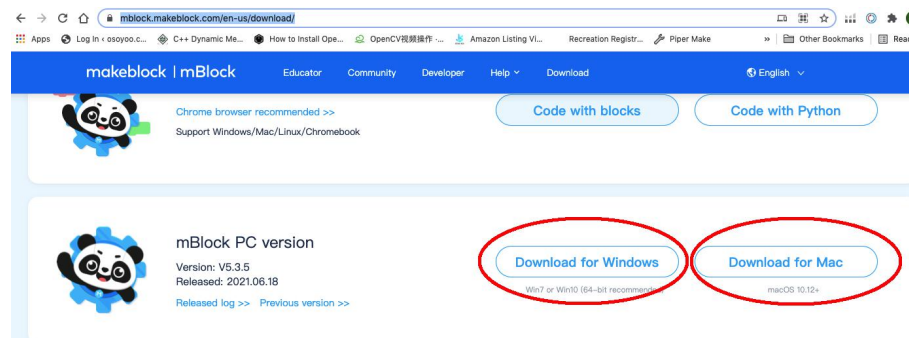 mblock.makeblock.com/en-us/download/
Apps Log In < osoyoo.c... C++ Dynamic Me... How to Install Ope... OpenCV视频操作 -... Amazon Listing Vi... Recreation Registr... Piper Make » Other Bookmarks Read
makeblock | mBlock Educator Community Developer Help Download English
Chrome browser recommended >>
Code with blocks Code with Python
Support Windows/Mac/Linux/Chromebook
mBlock PC version
Version: V5.3.5
Download for Windows Download for Mac
Released: 2021.06.18
Win7 or Win10 (64-bit recommende macOS 10.12+
Released log >> Previous version >>